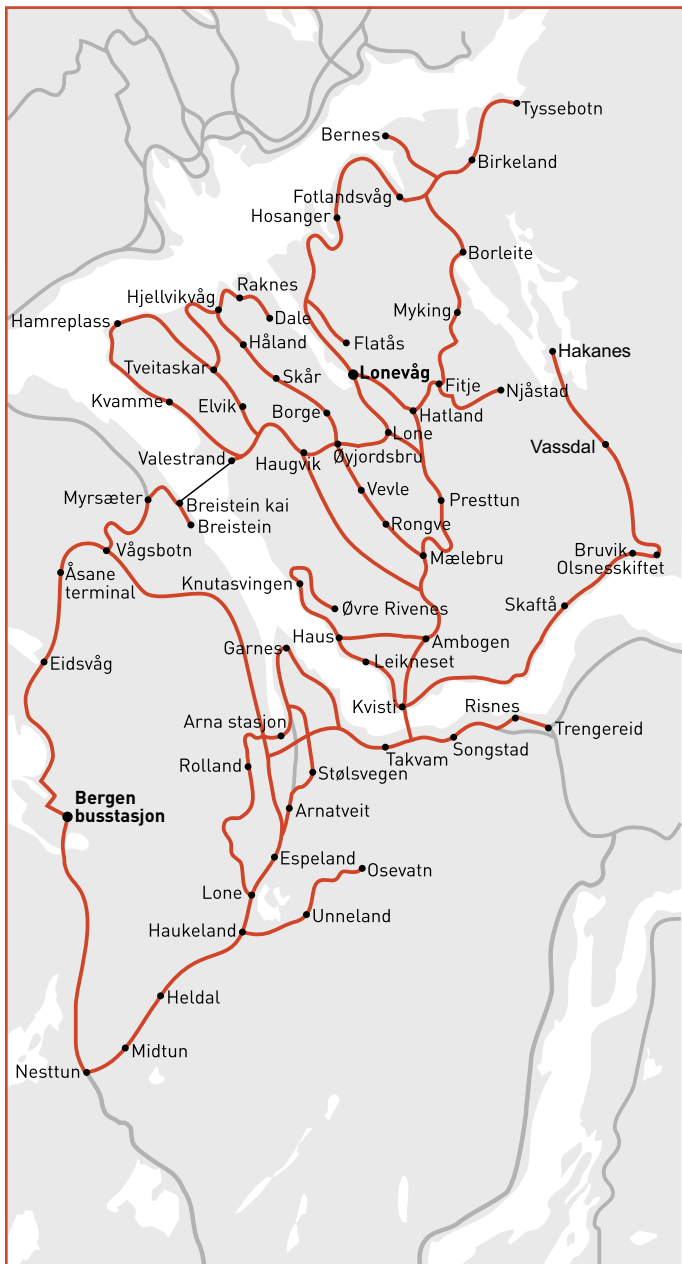 Tyssebotn
Bernes
Birkeland
Fotlandsvåg
Hosanger
Borleite
Raknes
Hjellvikvåg
Myking
Dale
Hamreplass
Håland
Flatås
Hakanes
Tveitaskar
Lonevåg
Skår
Fitje
Njåstad
Kvamme
Elvik
Borge
Hatland
Lone
Vassdal
Valestrand
Haugvik
Øyjordsbru
Vevle
Myrsæter
Breistein kai
Presttun
Breistein
Rongve
Vågsbotn
Mælebru
Bruvik
Olsnesskiftet
Åsane
terminal
Knutasvingen
Øvre Rivenes
Skaftå
Haus
Ambogen
Garnes
Eidsvåg
Leikneset
Kvisti
Risnes
Arna stasjon
Trengereid
Songstad
Takvam
Rolland
Stølsvegen
Bergen
busstasjon
Arnatveit
Espeland
Osevatn
Lone
Unneland
Haukeland
Heldal
Midtun
Nesttun